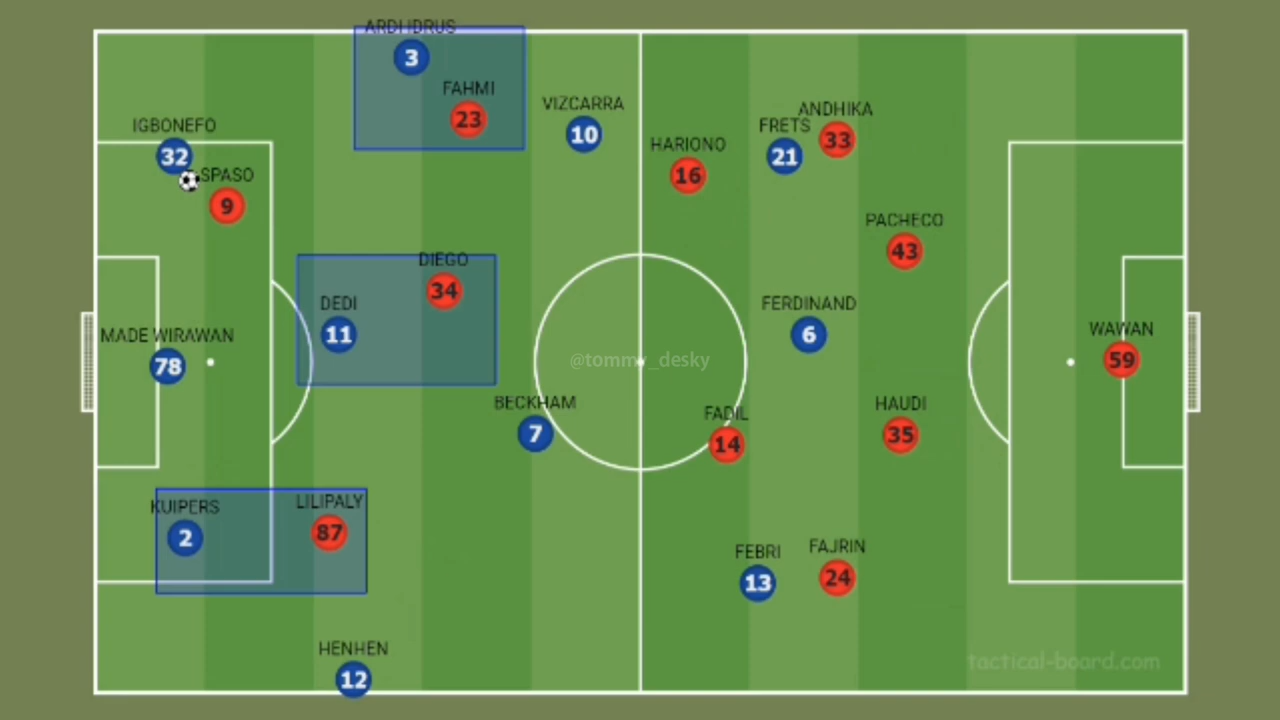 ARDI IDRUS
3
FAHMI
23
VIZCARRA
10
IGBONEFO
32
SPASO
9
HARIONO
16
FRETS
21
ANDHIKA
33
PACHECO
43
DIEGO
34
DEDI
11
FERDINAND
6
MADE WIRAWAN
78
@tommy_desky
WAWAN
59
BECKHAM
7
FADIL
14
HAUDI
35
KUIPERS
2
LILIPALY
87
FEBRI
13
FAJRIN
24
HENHEN
12
tactical-board.com